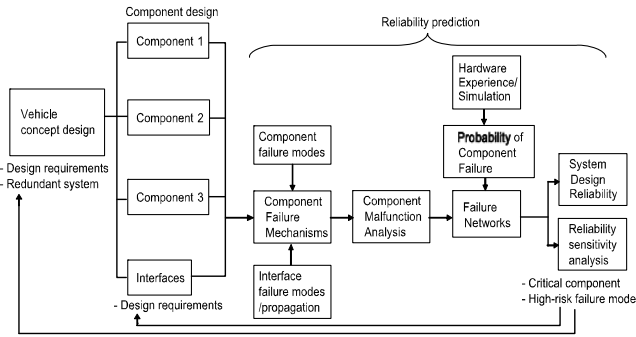 Component design
Reliability prediction
Component 1
Hardware
Experience/
Simulation
Vehicle
concept design
Component 2
Component
failure modes
Probability of
Component
Failure
- Design requirements
- Redundant system
System
Design
Reliability
Component 3
Component
Failure
Mechanisms
Component
Malfunction
Analysis
Failure
Networks
Reliability
sensitivity
analysis
Interfaces
Interface
failure modes
/propagation
- Design requirements
- Critical component
- High-risk failure mode